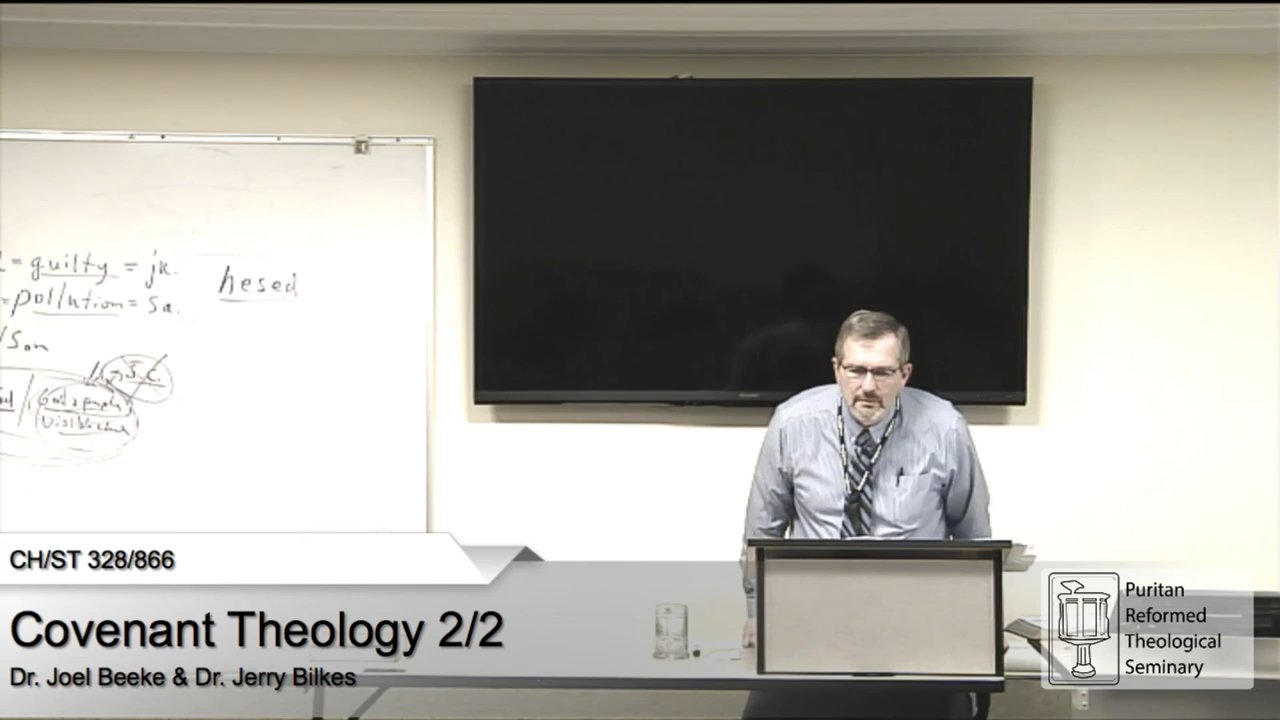 = guilty = jk.
hesed
= pollution = sa.
/Son
CH/ST 328/866
Covenant Theology 2/2
Dr. Joel Beeke & Dr. Jerry Bilkes
Puritan
Reformed
Theological
Seminary